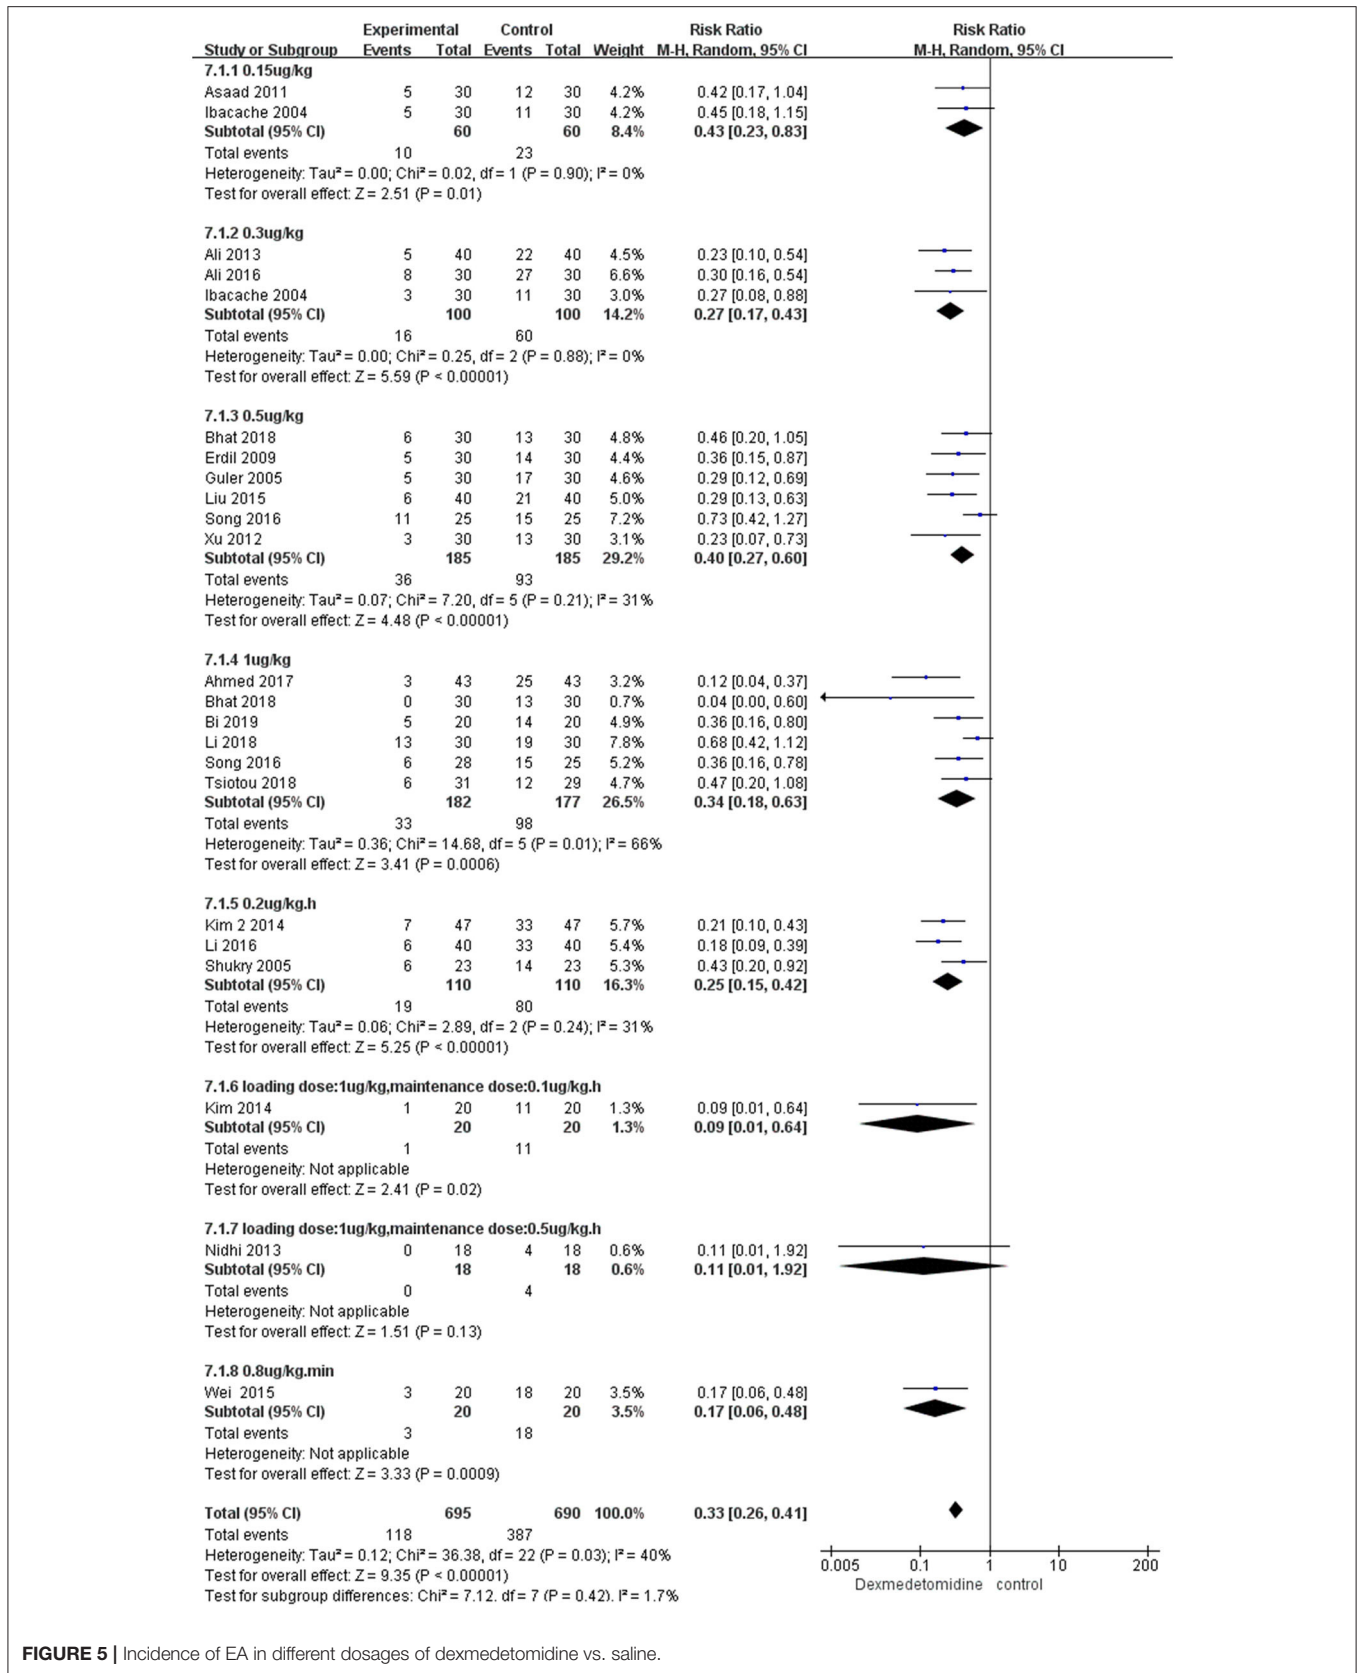 Experimental Control Risk Ratio Risk Ratio
Study or Subgroup Events Total Events Total Weight M-H, Random, 95% CI M-H, Random, 95% CI
7.1.1 0.15ug/kg
Asaad 2011 5 30 12 30 4.2% 0.42 [0.17, 1.04]
Ibacache 2004 5 30 11 30 4.2% 0.45 [0.18, 1.15]
Subtotal (95% CI) 60 60 8.4% 0.43 [0.23, 0.83]
Total events 10 23
Heterogeneity: Tau² = 0.00; Chi² = 0.02, df = 1 (P = 0.90); I² = 0%
Test for overall effect: Z = 2.51 (P = 0.01)
7.1.2 0.3ug/kg
Ali 2013 5 40 22 40 4.5% 0.23 [0.10, 0.54]
Ali 2016 8 30 27 30 6.6% 0.30 [0.16, 0.54]
Ibacache 2004 3 30 11 30 3.0% 0.27 [0.08, 0.88]
Subtotal (95% CI) 100 100 14.2% 0.27 [0.17, 0.43]
Total events 16 60
Heterogeneity: Tau² = 0.00; Chi² = 0.25, df = 2 (P = 0.88); I² = 0%
Test for overall effect: Z = 5.59 (P < 0.00001)
7.1.3 0.5ug/kg
Bhat 2018 6 30 13 30 4.8% 0.46 [0.20, 1.05]
Erdil 2009 5 30 14 30 4.4% 0.36 [0.15, 0.87]
Guler 2005 5 30 17 30 4.6% 0.29 [0.12, 0.69]
Liu 2015 6 40 21 40 5.0% 0.29 [0.13, 0.63]
Song 2016 11 25 15 25 7.2% 0.73 [0.42, 1.27]
Xu 2012 3 30 13 30 3.1% 0.23 [0.07, 0.73]
Subtotal (95% CI) 185 185 29.2% 0.40 [0.27, 0.60]
Total events 36 93
Heterogeneity: Tau² = 0.07; Chi² = 7.20, df = 5 (P = 0.21); I² = 31%
Test for overall effect: Z = 4.48 (P < 0.00001)
7.1.4 1ug/kg
Ahmed 2017 3 43 25 43 3.2% 0.12 [0.04, 0.37]
Bhat 2018 0 30 13 30 0.7% 0.04 [0.00, 0.60]
Bi 2019 5 20 14 20 4.9% 0.36 [0.16, 0.80]
Li 2018 13 30 19 30 7.8% 0.68 [0.42, 1.12]
Song 2016 6 28 15 25 5.2% 0.36 [0.16, 0.78]
Tsiotou 2018 6 31 12 29 4.7% 0.47 [0.20, 1.08]
Subtotal (95% CI) 182 177 26.5% 0.34 [0.18, 0.63]
Total events 33 98
Heterogeneity: Tau² = 0.36; Chi² = 14.68, df = 5 (P = 0.01); I² = 66%
Test for overall effect: Z = 3.41 (P = 0.0006)
7.1.5 0.2ug/kg.h
Kim 2 2014 7 47 33 47 5.7% 0.21 [0.10, 0.43]
Li 2016 6 40 33 40 5.4% 0.18 [0.09, 0.39]
Shukry 2005 6 23 14 23 5.3% 0.43 [0.20, 0.92]
Subtotal (95% CI) 110 110 16.3% 0.25 [0.15, 0.42]
Total events 19 80
Heterogeneity: Tau² = 0.06; Chi² = 2.89, df = 2 (P = 0.24); I² = 31%
Test for overall effect: Z = 5.25 (P < 0.00001)
7.1.6 loading dose:1ug/kg,maintenance dose:0.1ug/kg.h
Kim 2014 1 20 11 20 1.3% 0.09 [0.01, 0.64]
Subtotal (95% CI) 20 20 1.3% 0.09 [0.01, 0.64]
Total events 1 11
Heterogeneity: Not applicable
Test for overall effect: Z = 2.41 (P = 0.02)
7.1.7 loading dose:1ug/kg,maintenance dose:0.5ug/kg.h
Nidhi 2013 0 18 4 18 0.6% 0.11 [0.01, 1.92]
Subtotal (95% CI) 18 18 0.6% 0.11 [0.01, 1.92]
Total events 0 4
Heterogeneity: Not applicable
Test for overall effect: Z = 1.51 (P = 0.13)
7.1.8 0.8ug/kg.min
Wei 2015 3 20 18 20 3.5% 0.17 [0.06, 0.48]
Subtotal (95% CI) 20 20 3.5% 0.17 [0.06, 0.48]
Total events 3 18
Heterogeneity: Not applicable
Test for overall effect: Z = 3.33 (P = 0.0009)
Total (95% CI) 695 690 100.0% 0.33 [0.26, 0.41]
Total events 118 387
Heterogeneity: Tau² = 0.12; Chi² = 36.38, df = 22 (P = 0.03); I² = 40%
Test for overall effect: Z = 9.35 (P < 0.00001)
Test for subgroup differences: Chi² = 7.12. df = 7 (P = 0.42). I² = 1.7%
0.005 0.1 1 10 200
Dexmedetomidine control
FIGURE 5 | Incidence of EA in different dosages of dexmedetomidine vs. saline.